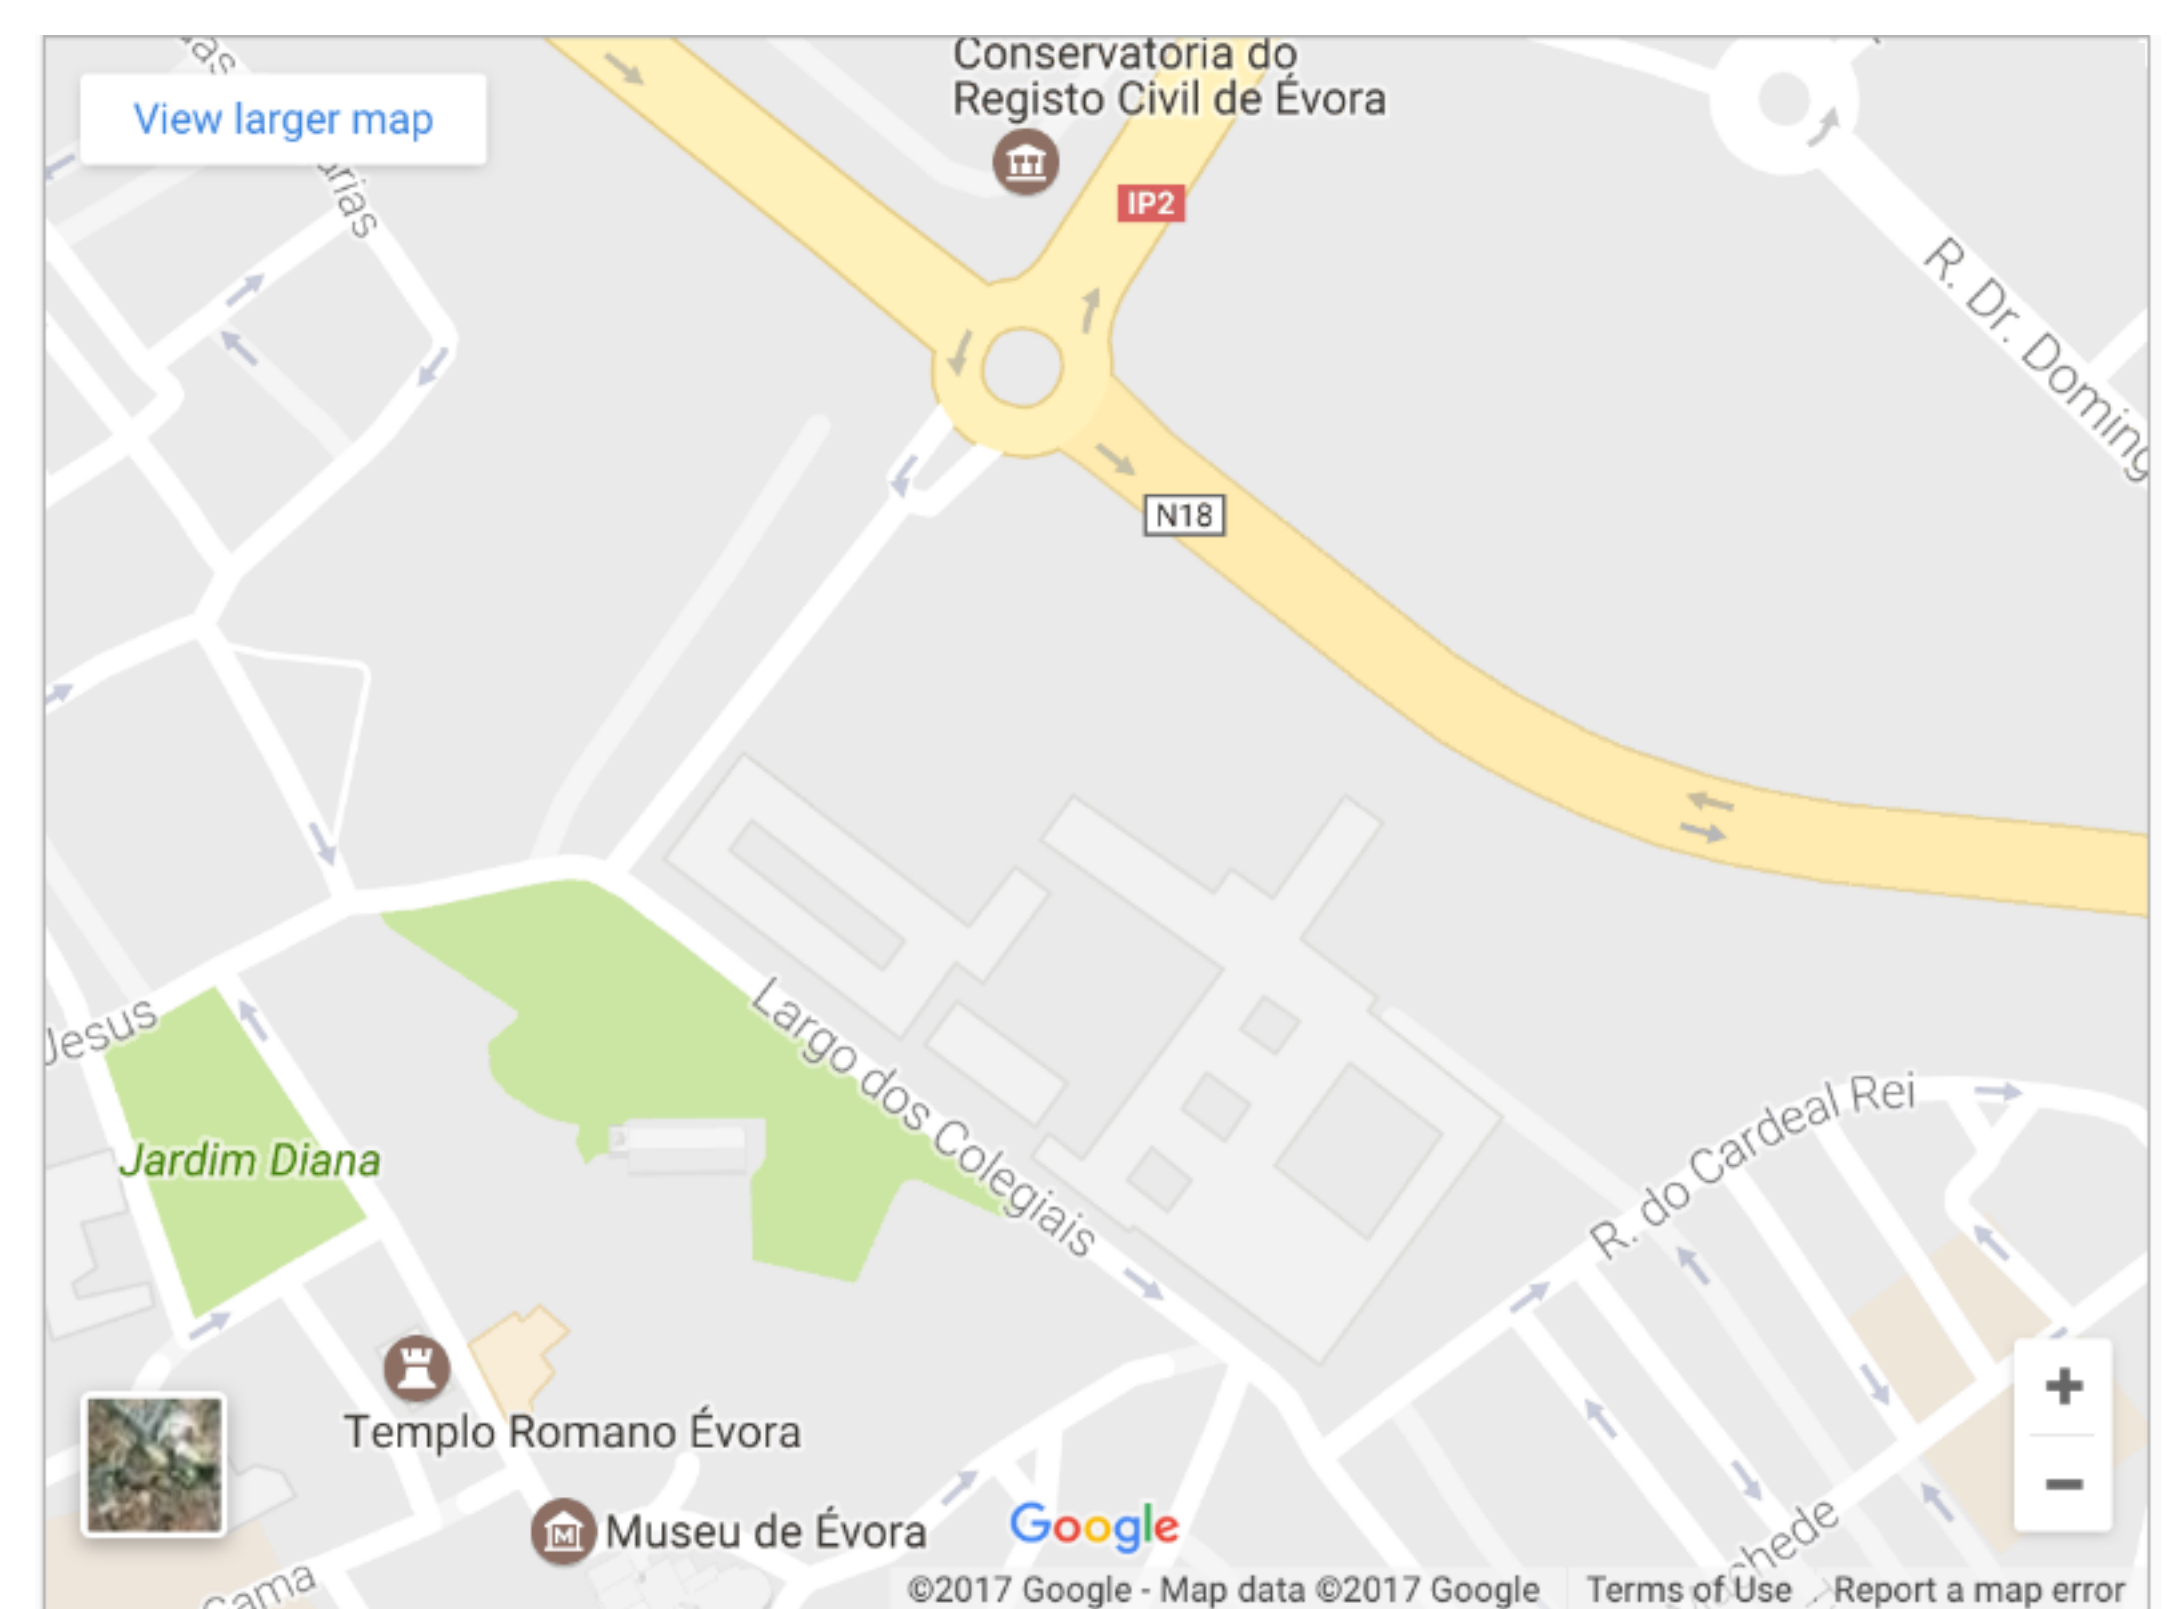 Conservatoria do
Registo Civil de Évora
View larger map
IP2
R. Dr. Doming
N18
Jesus
Largo dos Colegiais
Jardim Diana
R. do Cardeal Rei
Templo Romano Évora
Museu de Évora
Google
+
−
Gama
©2017 Google - Map data ©2017 Google
Terms of Use
Report a map error